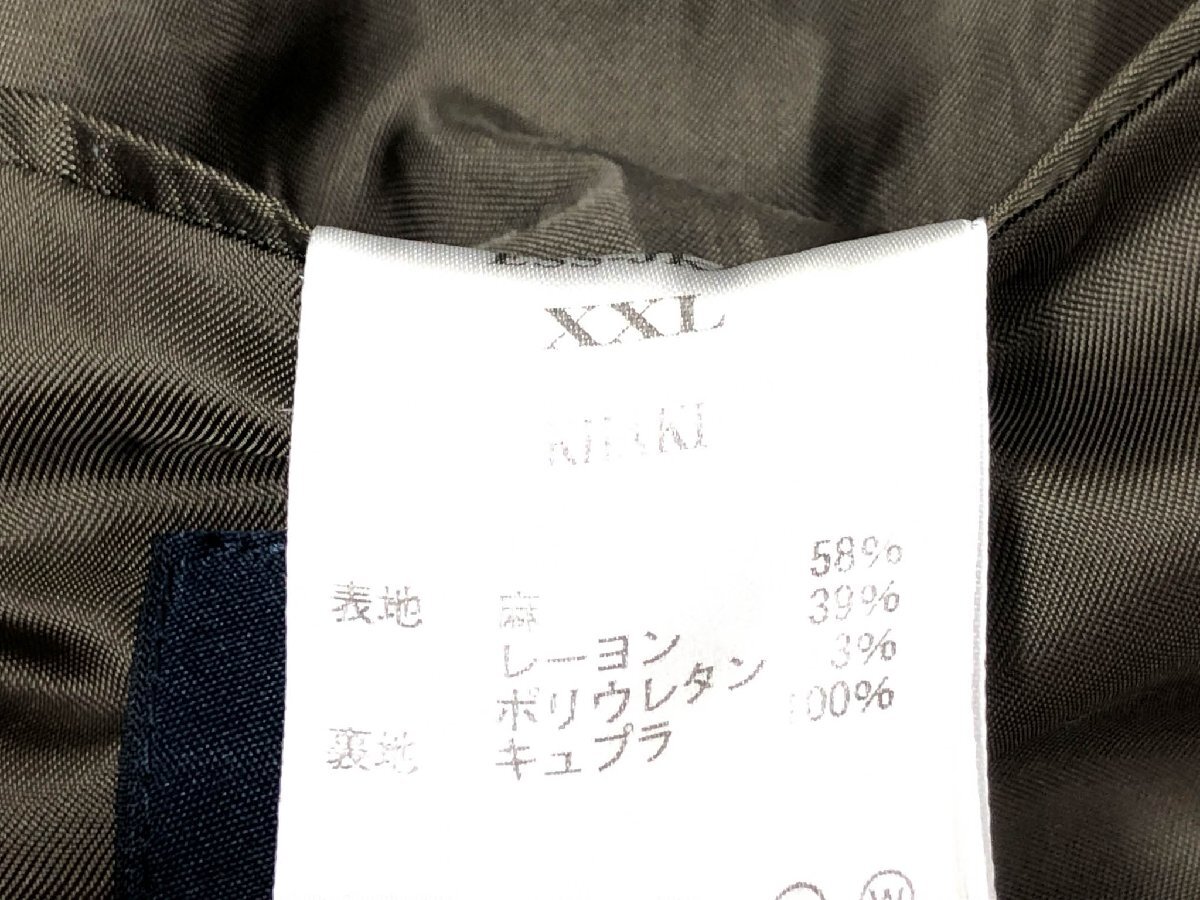 XXL
KHAKI
表地 麻 58%
レーヨン 39%
ポリウレタン 3%
裏地 キュプラ 100%
W